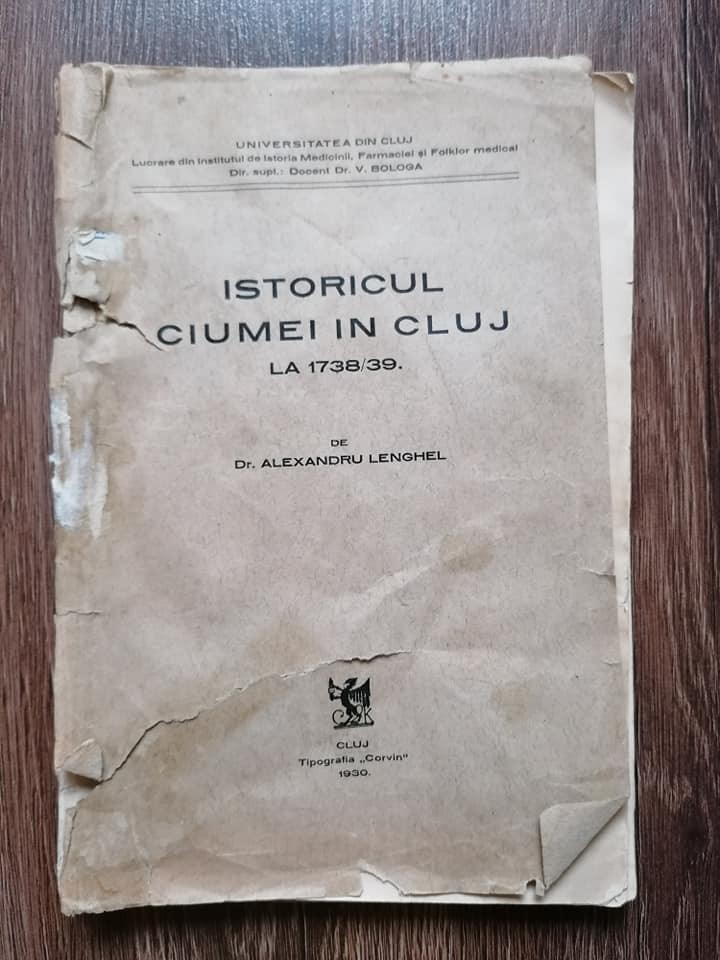 UNIVERSITATEA DIN CLUJ
Lucrare din Institutul de Istoria Medicinii, Farmaciei și Folklor medical
Dir. supl.: Docent Dr. V. BOLOGA
ISTORICUL
CIUMEI IN CLUJ
LA 1738/39.
DE
Dr. ALEXANDRU LENGHEL
C K
CLUJ
Tipografia „Corvin"
1930.